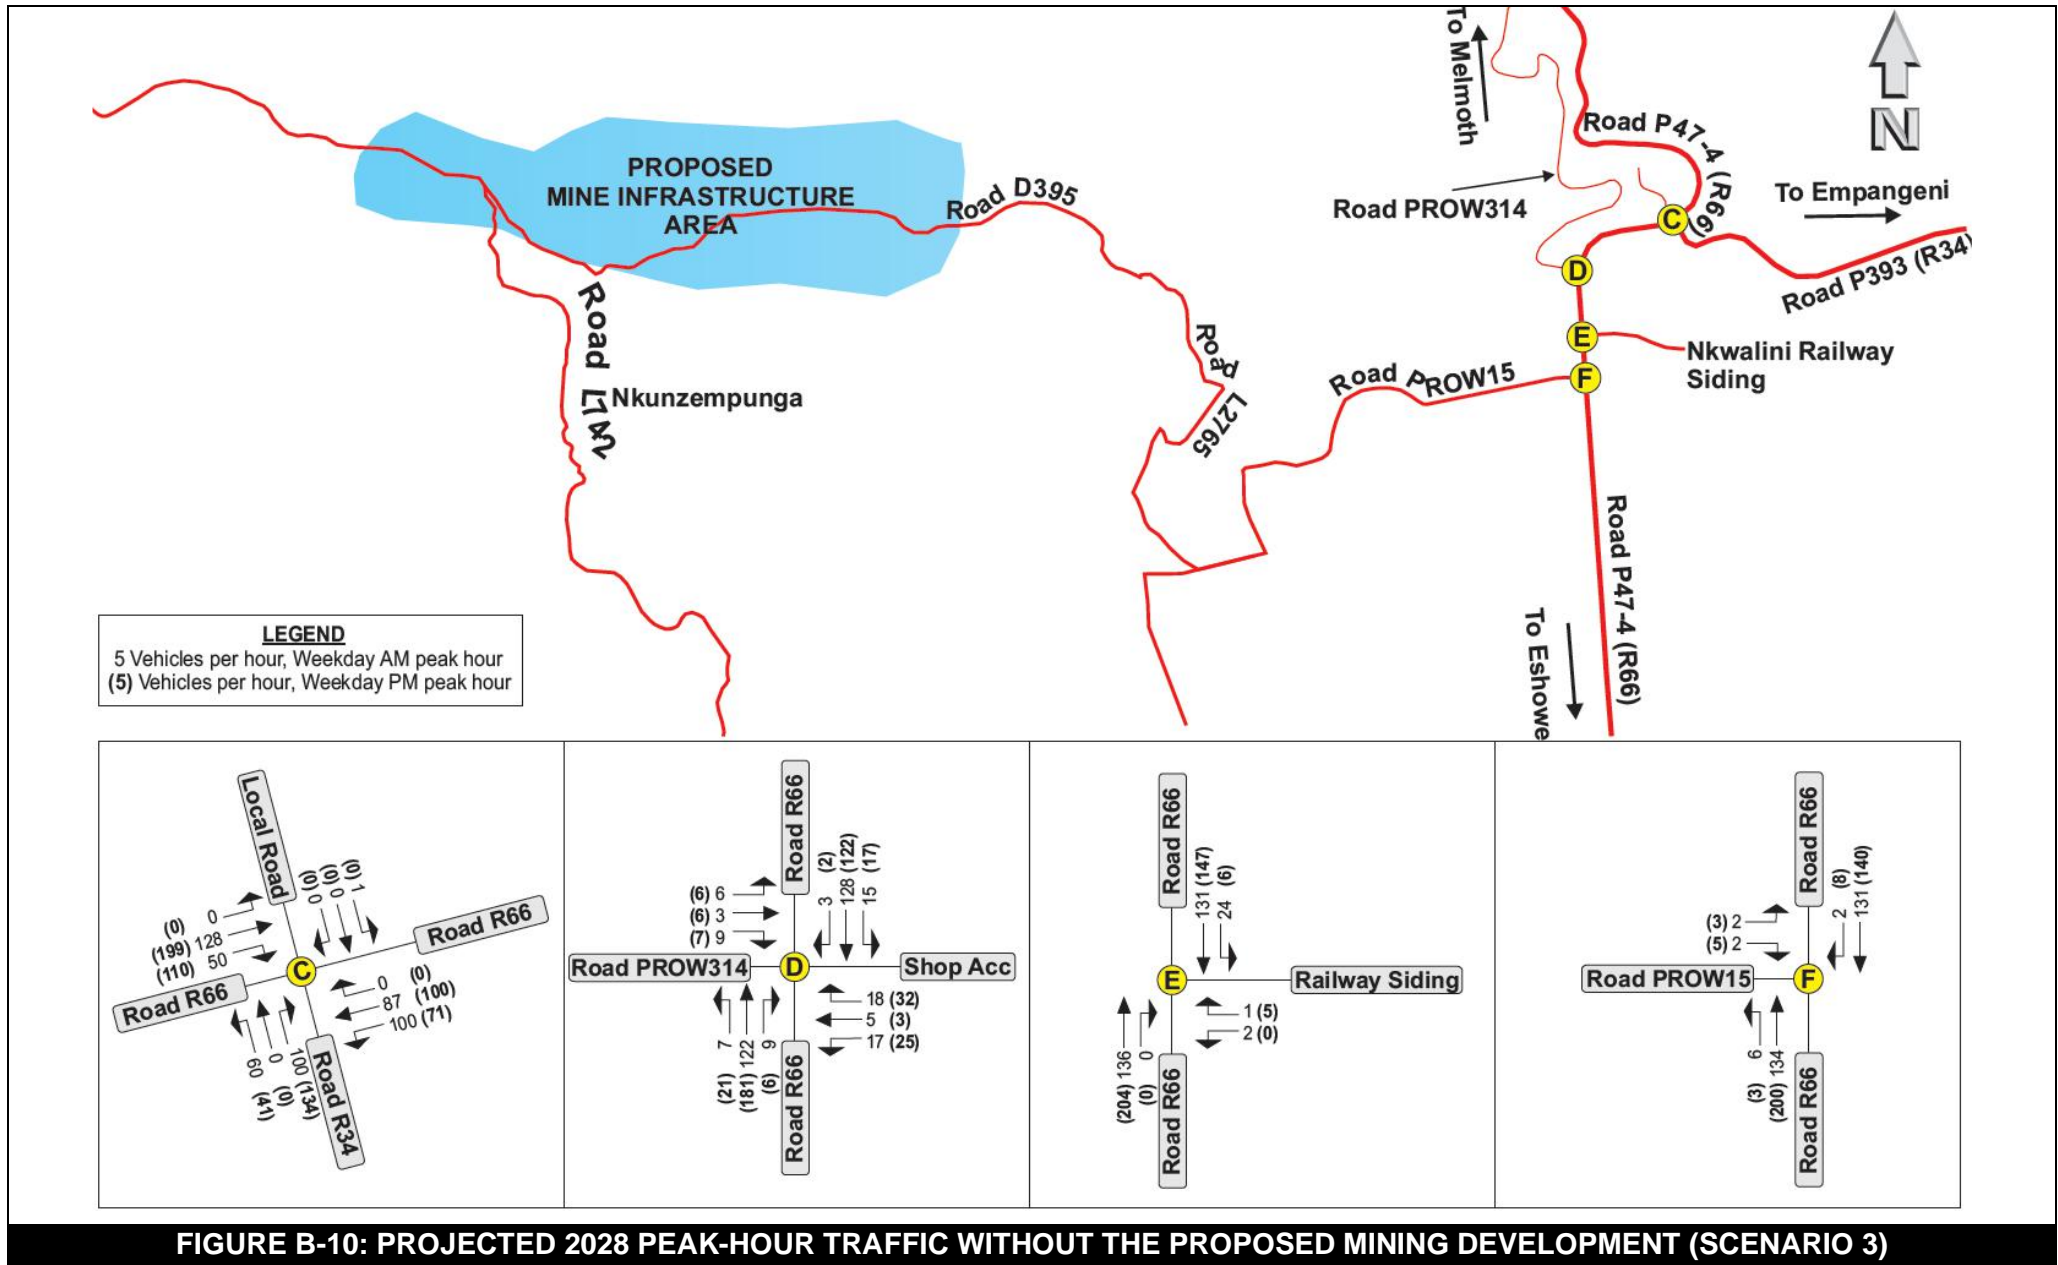 To Melmoth
N
Road P47-4 (R66)
To Empangeni
Road PROW314
C
Road P393 (R34)
D
E
Nkwalini Railway
Siding
F
Road PROW15
PROPOSED
MINE INFRASTRUCTURE
AREA
Road D395
Road L2765
Road L742
Nkunzempunga
Road P47-4 (R66)
To Eshowe
LEGEND
5 Vehicles per hour, Weekday AM peak hour
(5) Vehicles per hour, Weekday PM peak hour
Local Road
(0) 0
(0) 0
(0) 1
(0) 0
(199) 128
(110) 50
Road R66
C
Road R66
0 (0)
87 (100)
100 (71)
60 (41)
0 (0)
100 (134)
Road R34
Road R66
3 (2)
128 (122)
15 (17)
(6) 6
(6) 3
(7) 9
Road PROW314
D
Shop Acc
18 (32)
5 (3)
17 (25)
(21) 7
(181) 122
(6) 9
Road R66
Road R66
131 (147)
24 (6)
E
Railway Siding
1 (5)
2 (0)
(204) 136
(0) 0
Road R66
Road R66
2 (8)
131 (140)
(3) 2
(5) 2
Road PROW15
F
(3) 6
(200) 134
Road R66
FIGURE B-10: PROJECTED 2028 PEAK-HOUR TRAFFIC WITHOUT THE PROPOSED MINING DEVELOPMENT (SCENARIO 3)